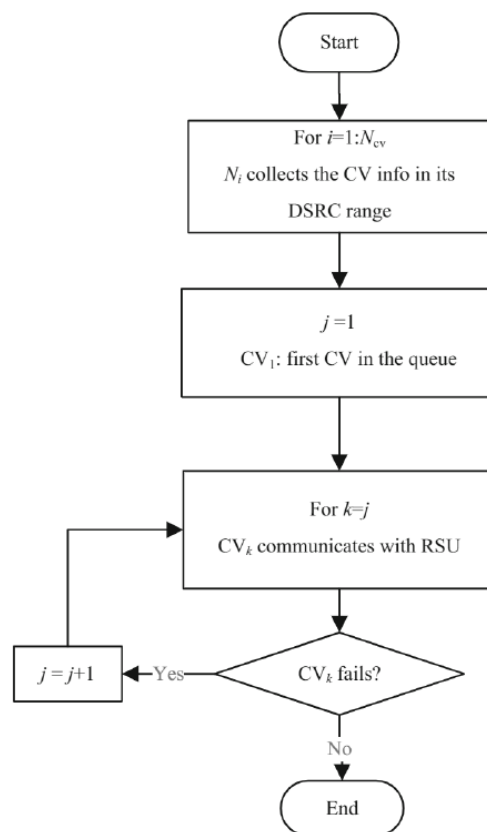 Start
For i=1:Ncv
Ni collects the CV info in its
DSRC range
j =1
CV1: first CV in the queue
For k=j
CVk communicates with RSU
j = j+1
Yes
CVk fails?
No
End